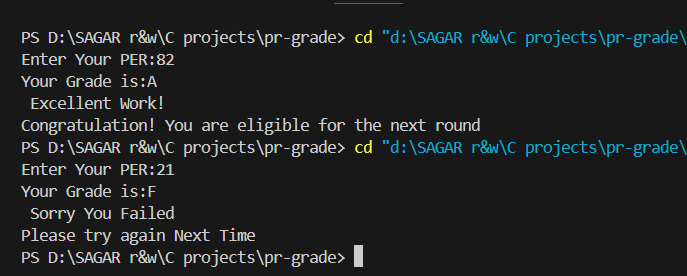 PS D:\SAGAR r&w\C projects\pr-grade> cd "d:\SAGAR r&w\C projects\pr-grade\
Enter Your PER:82
Your Grade is:A
 Excellent Work!
Congratulation! You are eligible for the next round
PS D:\SAGAR r&w\C projects\pr-grade> cd "d:\SAGAR r&w\C projects\pr-grade\
Enter Your PER:21
Your Grade is:F
 Sorry You Failed
Please try again Next Time
PS D:\SAGAR r&w\C projects\pr-grade>